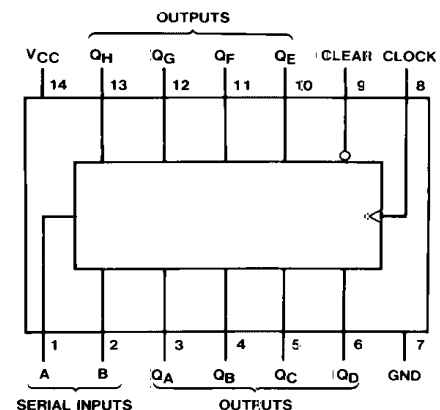 OUTPUTS
VCC QH QG QF QE CLEAR CLOCK
14 13 12 11 10 9 8
1 2 3 4 5 6 7
A B QA QB QC QD GND
SERIAL INPUTS OUTPUTS